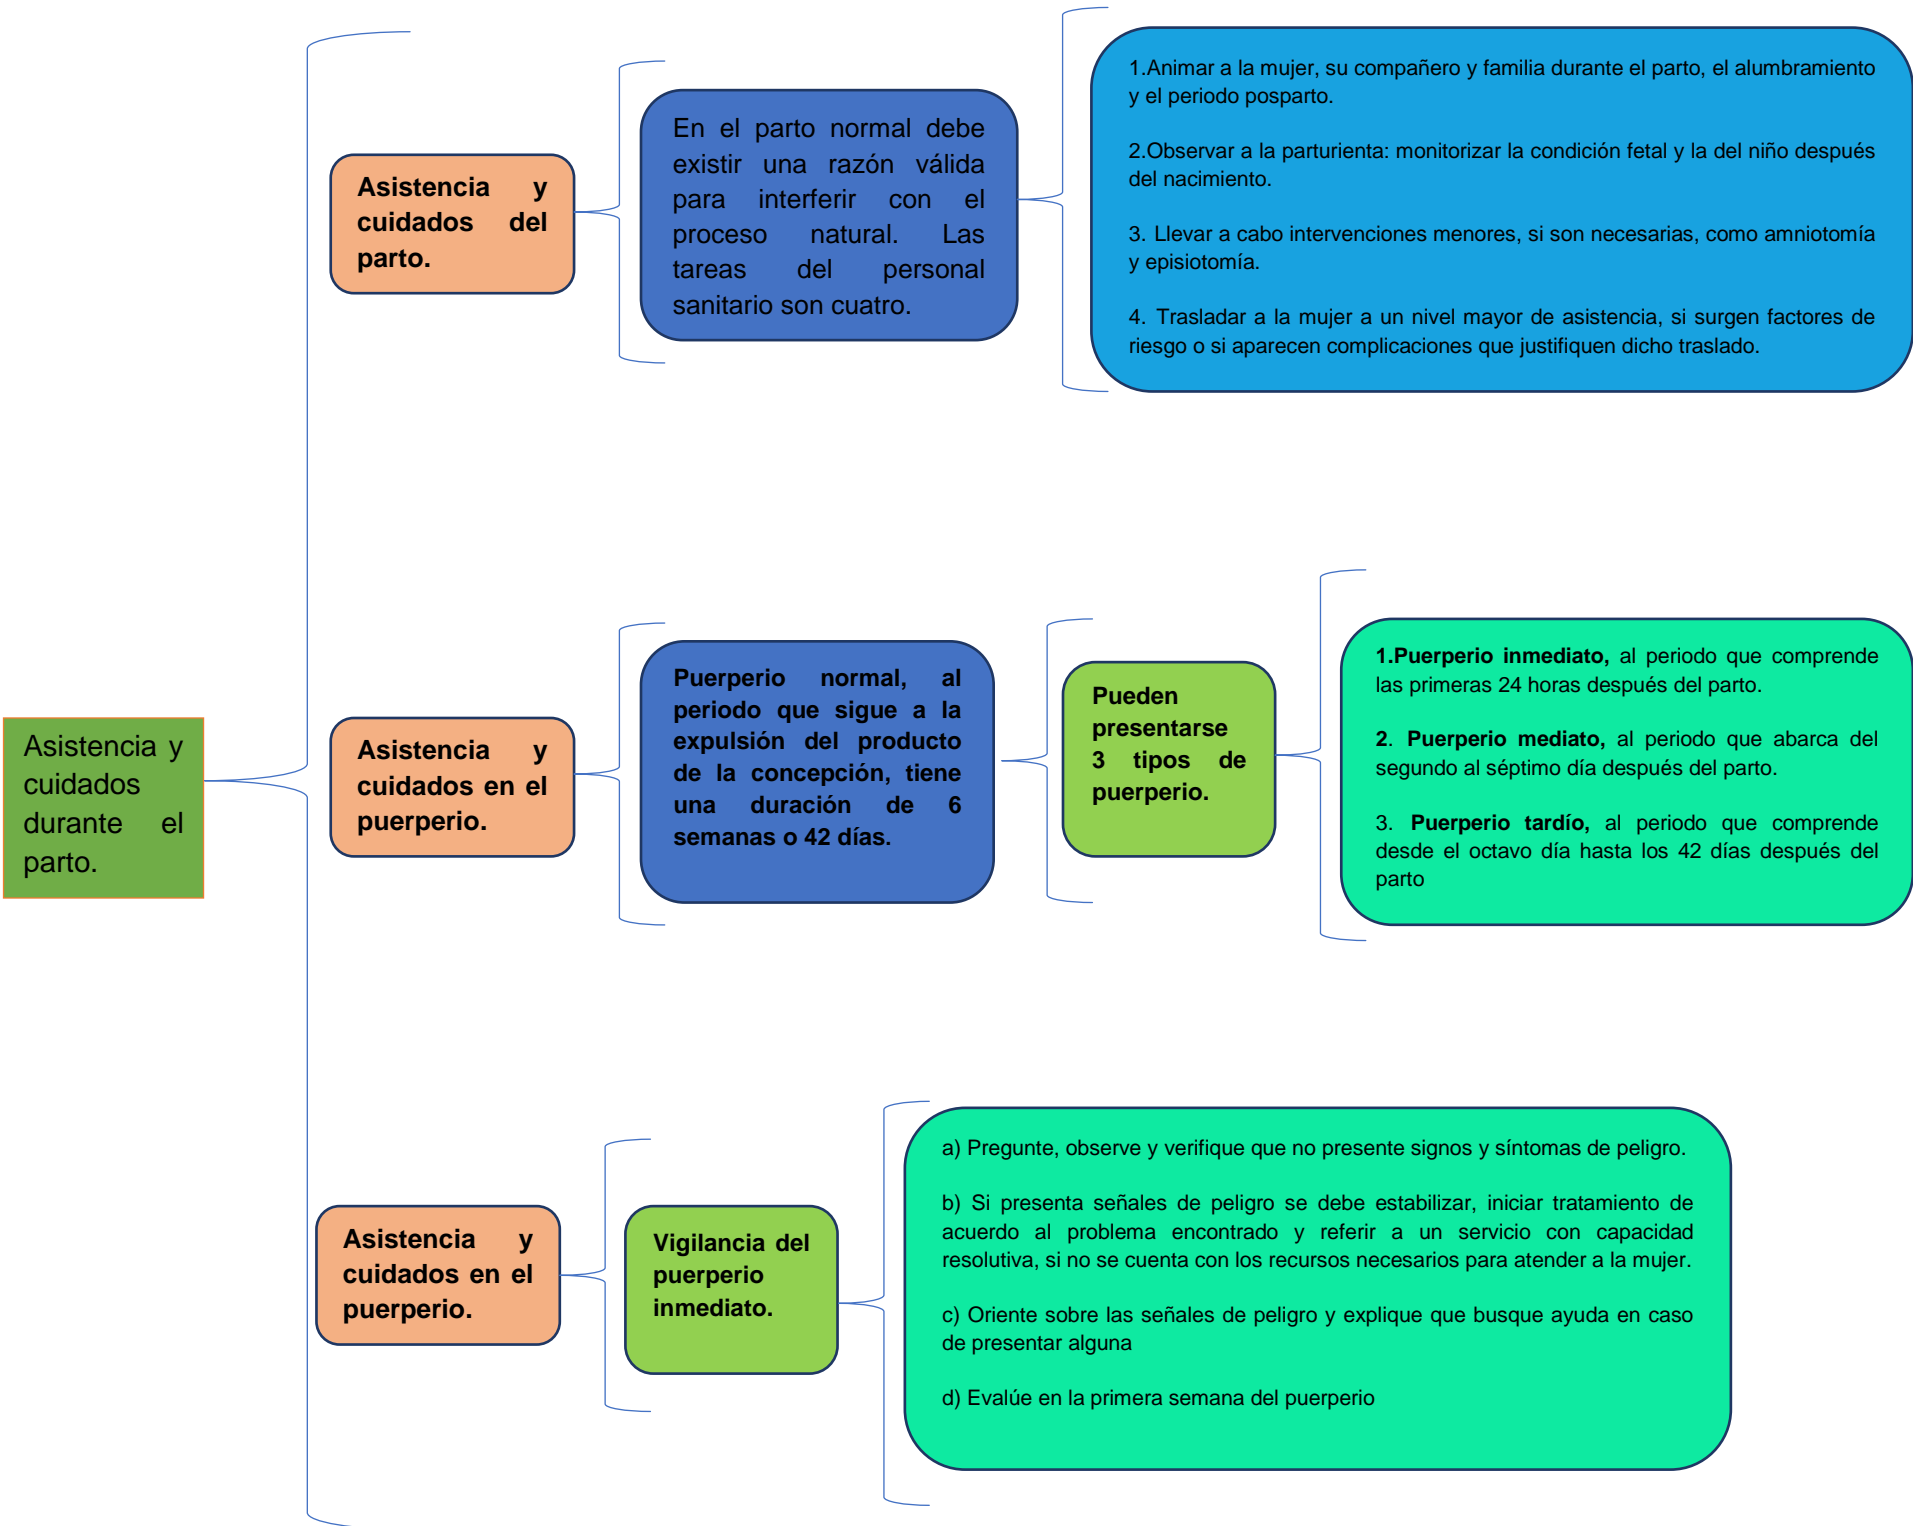 Asistencia y
cuidados
durante el
parto.
Asistencia y
cuidados del
parto.
En el parto normal debe
existir una razón válida
para interferir con el
proceso natural. Las
tareas del personal
sanitario son cuatro.
1.Animar a la mujer, su compañero y familia durante el parto, el alumbramiento
y el periodo posparto.
2.Observar a la parturienta: monitorizar la condición fetal y la del niño después
del nacimiento.
3. Llevar a cabo intervenciones menores, si son necesarias, como amniotomía
y episiotomía.
4. Trasladar a la mujer a un nivel mayor de asistencia, si surgen factores de
riesgo o si aparecen complicaciones que justifiquen dicho traslado.
Asistencia y
cuidados en el
puerperio.
Puerperio normal, al
periodo que sigue a la
expulsión del producto
de la concepción, tiene
una duración de 6
semanas o 42 días.
Pueden
presentarse
3 tipos de
puerperio.
1.Puerperio inmediato, al periodo que comprende
las primeras 24 horas después del parto.
2. Puerperio mediato, al periodo que abarca del
segundo al séptimo día después del parto.
3. Puerperio tardío, al periodo que comprende
desde el octavo día hasta los 42 días después del
parto
Asistencia y
cuidados en el
puerperio.
Vigilancia del
puerperio
inmediato.
a) Pregunte, observe y verifique que no presente signos y síntomas de peligro.
b) Si presenta señales de peligro se debe estabilizar, iniciar tratamiento de
acuerdo al problema encontrado y referir a un servicio con capacidad
resolutiva, si no se cuenta con los recursos necesarios para atender a la mujer.
c) Oriente sobre las señales de peligro y explique que busque ayuda en caso
de presentar alguna
d) Evalúe en la primera semana del puerperio